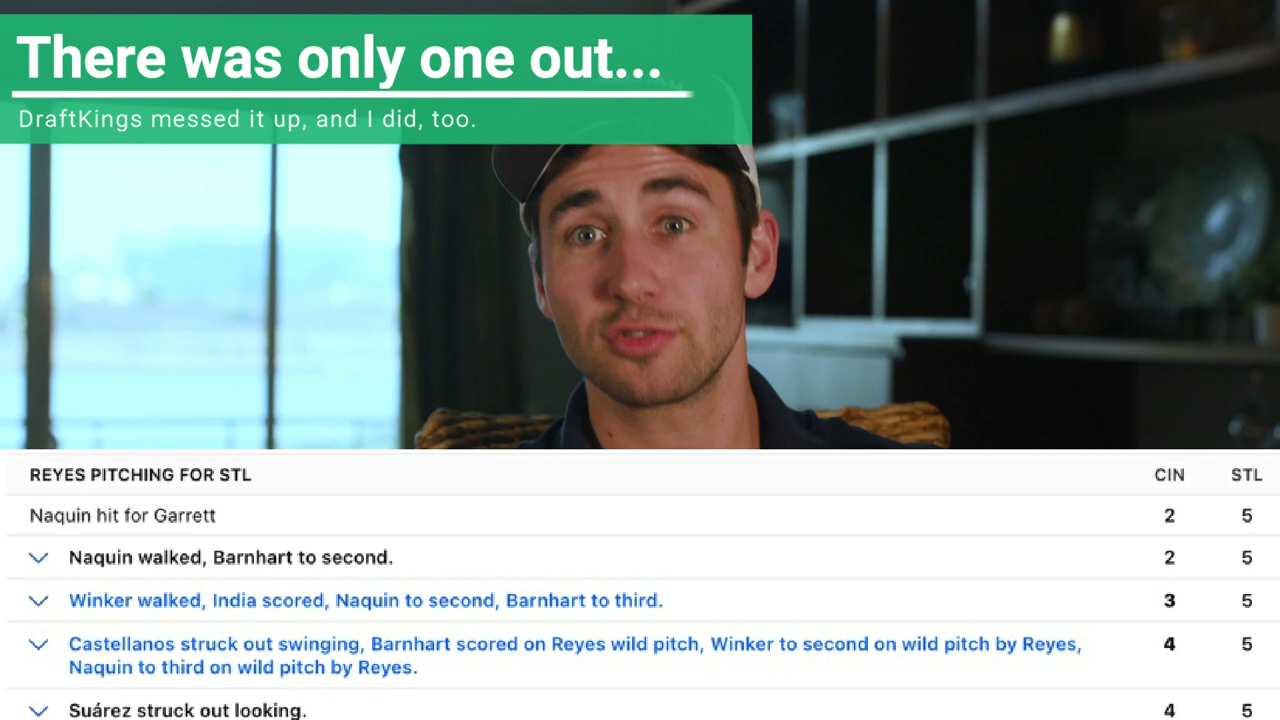 There was only one out...
DraftKings messed it up, and I did, too.
REYES PITCHING FOR STL CIN STL
Naquin hit for Garrett 2 5
Naquin walked, Barnhart to second. 2 5
Winker walked, India scored, Naquin to second, Barnhart to third. 3 5
Castellanos struck out swinging, Barnhart scored on Reyes wild pitch, Winker to second on wild pitch by Reyes, 4 5
Naquin to third on wild pitch by Reyes.
Suárez struck out looking. 4 5